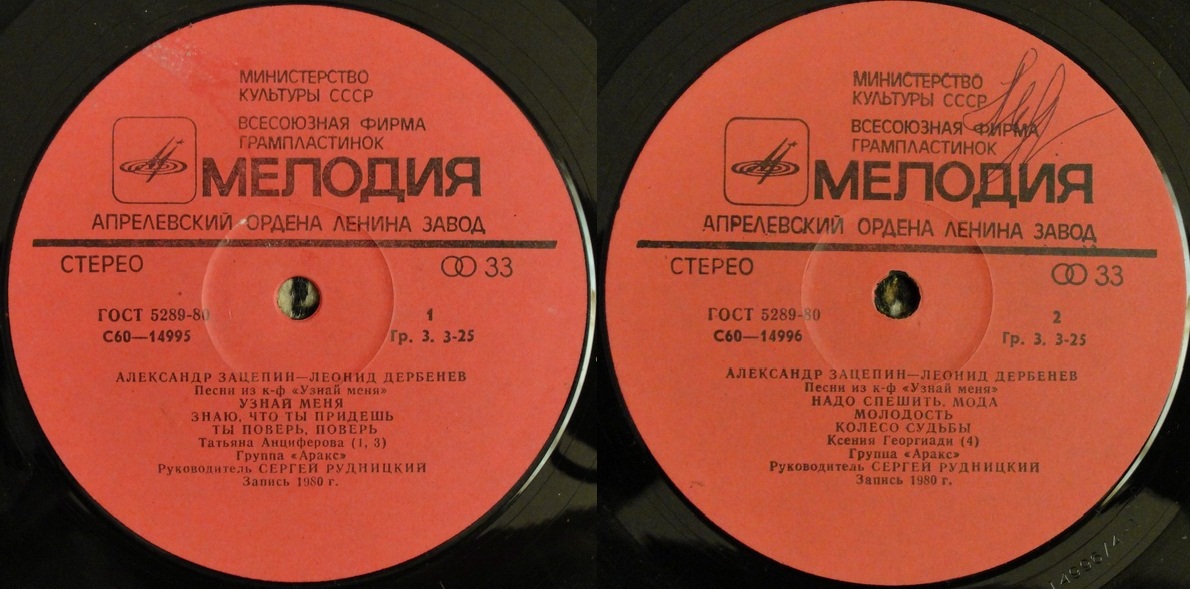 МИНИСТЕРСТВО
КУЛЬТУРЫ СССР
ВСЕСОЮЗНАЯ ФИРМА
ГРАМПЛАСТИНОК
МЕЛОДИЯ
АПРЕЛЕВСКИЙ ОРДЕНА ЛЕНИНА ЗАВОД
СТЕРЕО
33
ГОСТ 5289-80
1
С60—14995
Гр. 3. 3-25
АЛЕКСАНДР ЗАЦЕПИН—ЛЕОНИД ДЕРБЕНЕВ
Песни из к-ф «Узнай меня»
УЗНАЙ МЕНЯ
ЗНАЮ, ЧТО ТЫ ПРИДЕШЬ
ТЫ ПОВЕРЬ, ПОВЕРЬ
Татьяна Анциферова (1, 3)
Группа «Аракс»
Руководитель СЕРГЕЙ РУДНИЦКИЙ
Запись 1980 г.
МИНИСТЕРСТВО
КУЛЬТУРЫ СССР
ВСЕСОЮЗНАЯ ФИРМА
ГРАМПЛАСТИНОК
МЕЛОДИЯ
АПРЕЛЕВСКИЙ ОРДЕНА ЛЕНИНА ЗАВОД
СТЕРЕО
33
ГОСТ 5289-80
2
С60—14996
Гр. 3. 3-25
АЛЕКСАНДР ЗАЦЕПИН—ЛЕОНИД ДЕРБЕНЕВ
Песни из к-ф «Узнай меня»
НАДО СПЕШИТЬ. МОДА
МОЛОДОСТЬ
КОЛЕСО СУДЬБЫ
Ксения Георгиади (4)
Группа «Аракс»
Руководитель СЕРГЕЙ РУДНИЦКИЙ
Запись 1980 г.